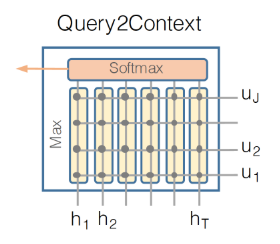 Query2Context
Softmax
Max
u_J
u_2
u_1
h_1 h_2 h_T